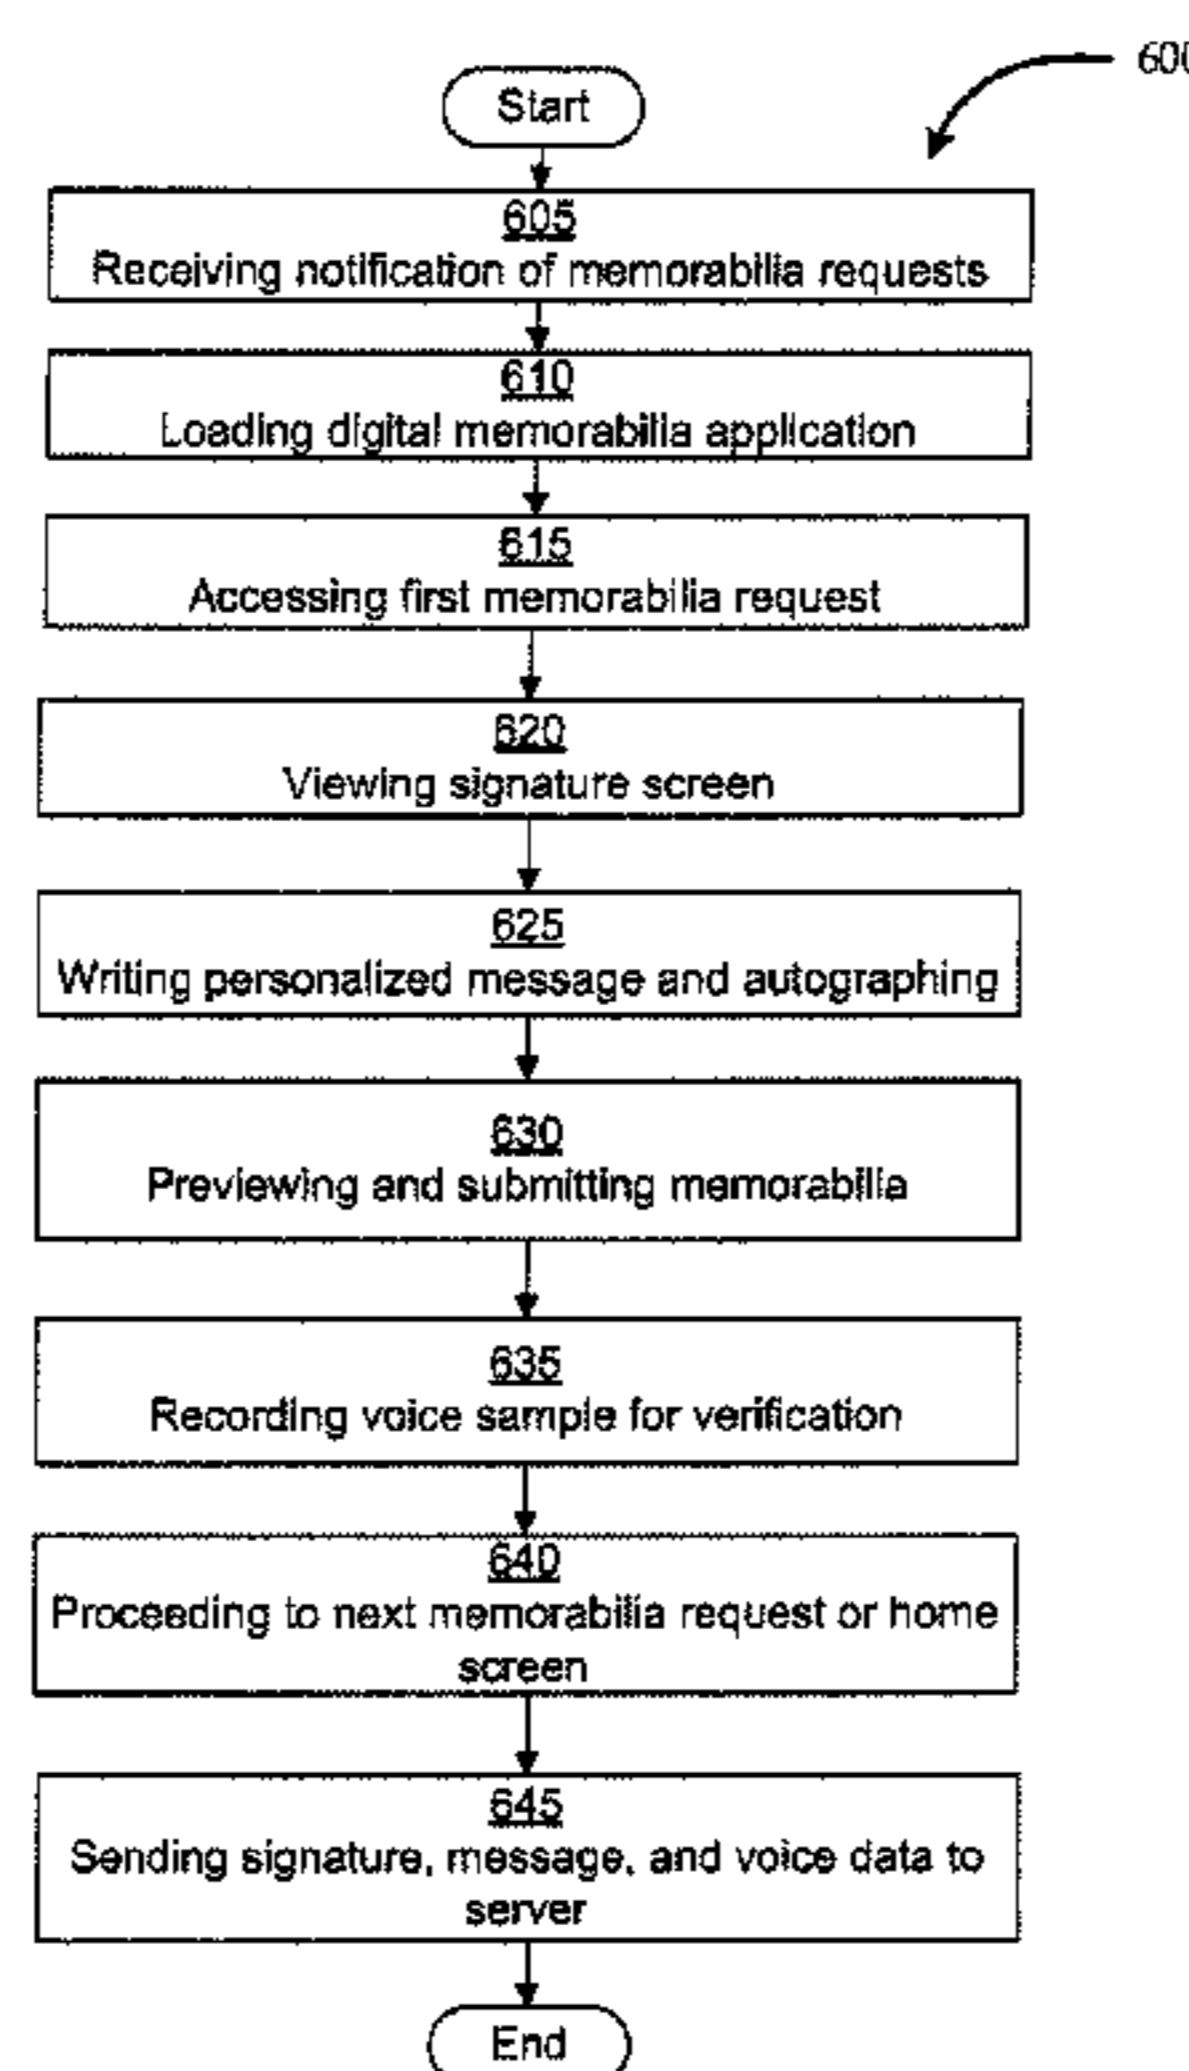 600
Start
605
Receiving notification of memorabilia requests
610
Loading digital memorabilia application
615
Accessing first memorabilia request
620
Viewing signature screen
625
Writing personalized message and autographing
630
Previewing and submitting memorabilia
635
Recording voice sample for verification
640
Proceeding to next memorabilia request or home
screen
645
Sending signature, message, and voice data to
server
End